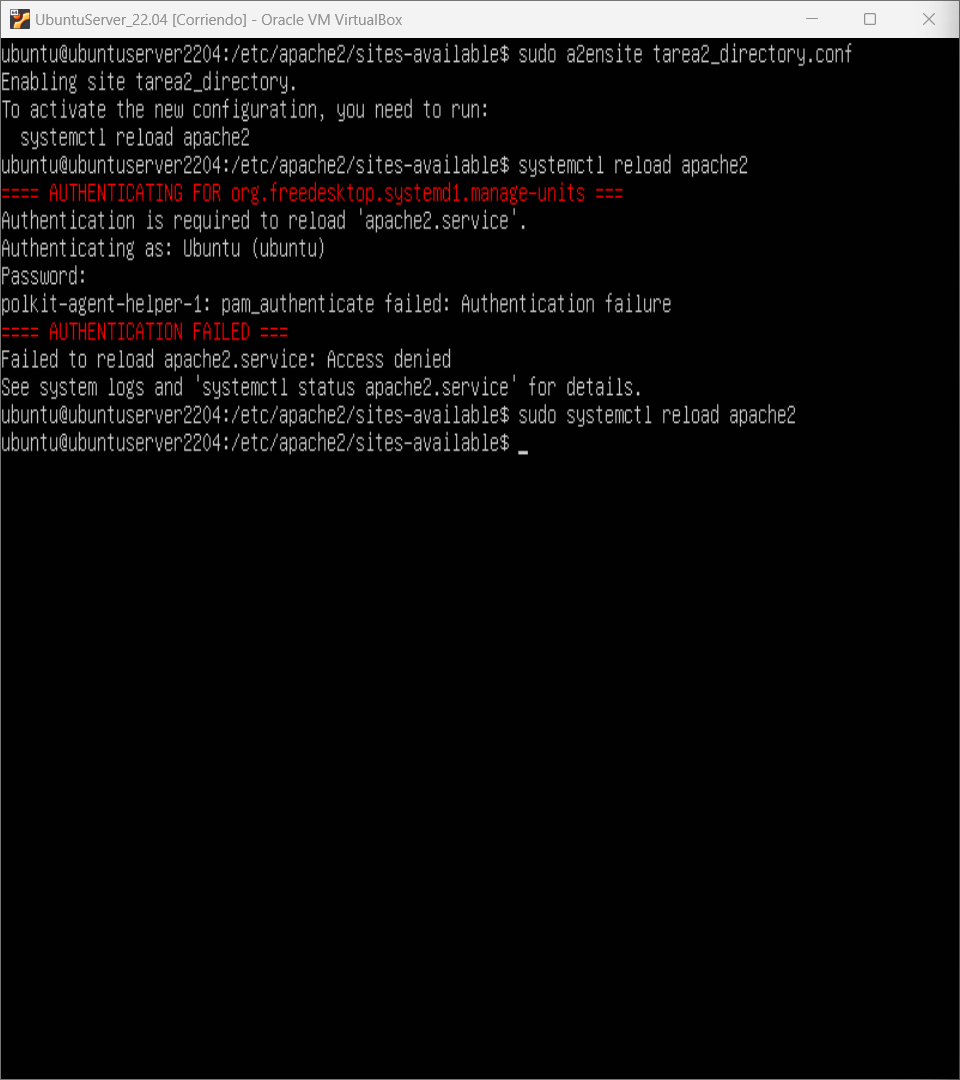 UbuntuServer_22.04 [Corriendo] - Oracle VM VirtualBox
ubuntu@ubuntuserver2204:/etc/apache2/sites-available$ sudo a2ensite tarea2_directory.conf
Enabling site tarea2_directory.
To activate the new configuration, you need to run:
  systemctl reload apache2
ubuntu@ubuntuserver2204:/etc/apache2/sites-available$ systemctl reload apache2
==== AUTHENTICATING FOR org.freedesktop.systemd1.manage-units ===
Authentication is required to reload 'apache2.service'.
Authenticating as: Ubuntu (ubuntu)
Password:
polkit-agent-helper-1: pam_authenticate failed: Authentication failure
==== AUTHENTICATION FAILED ===
Failed to reload apache2.service: Access denied
See system logs and 'systemctl status apache2.service' for details.
ubuntu@ubuntuserver2204:/etc/apache2/sites-available$ sudo systemctl reload apache2
ubuntu@ubuntuserver2204:/etc/apache2/sites-available$ _